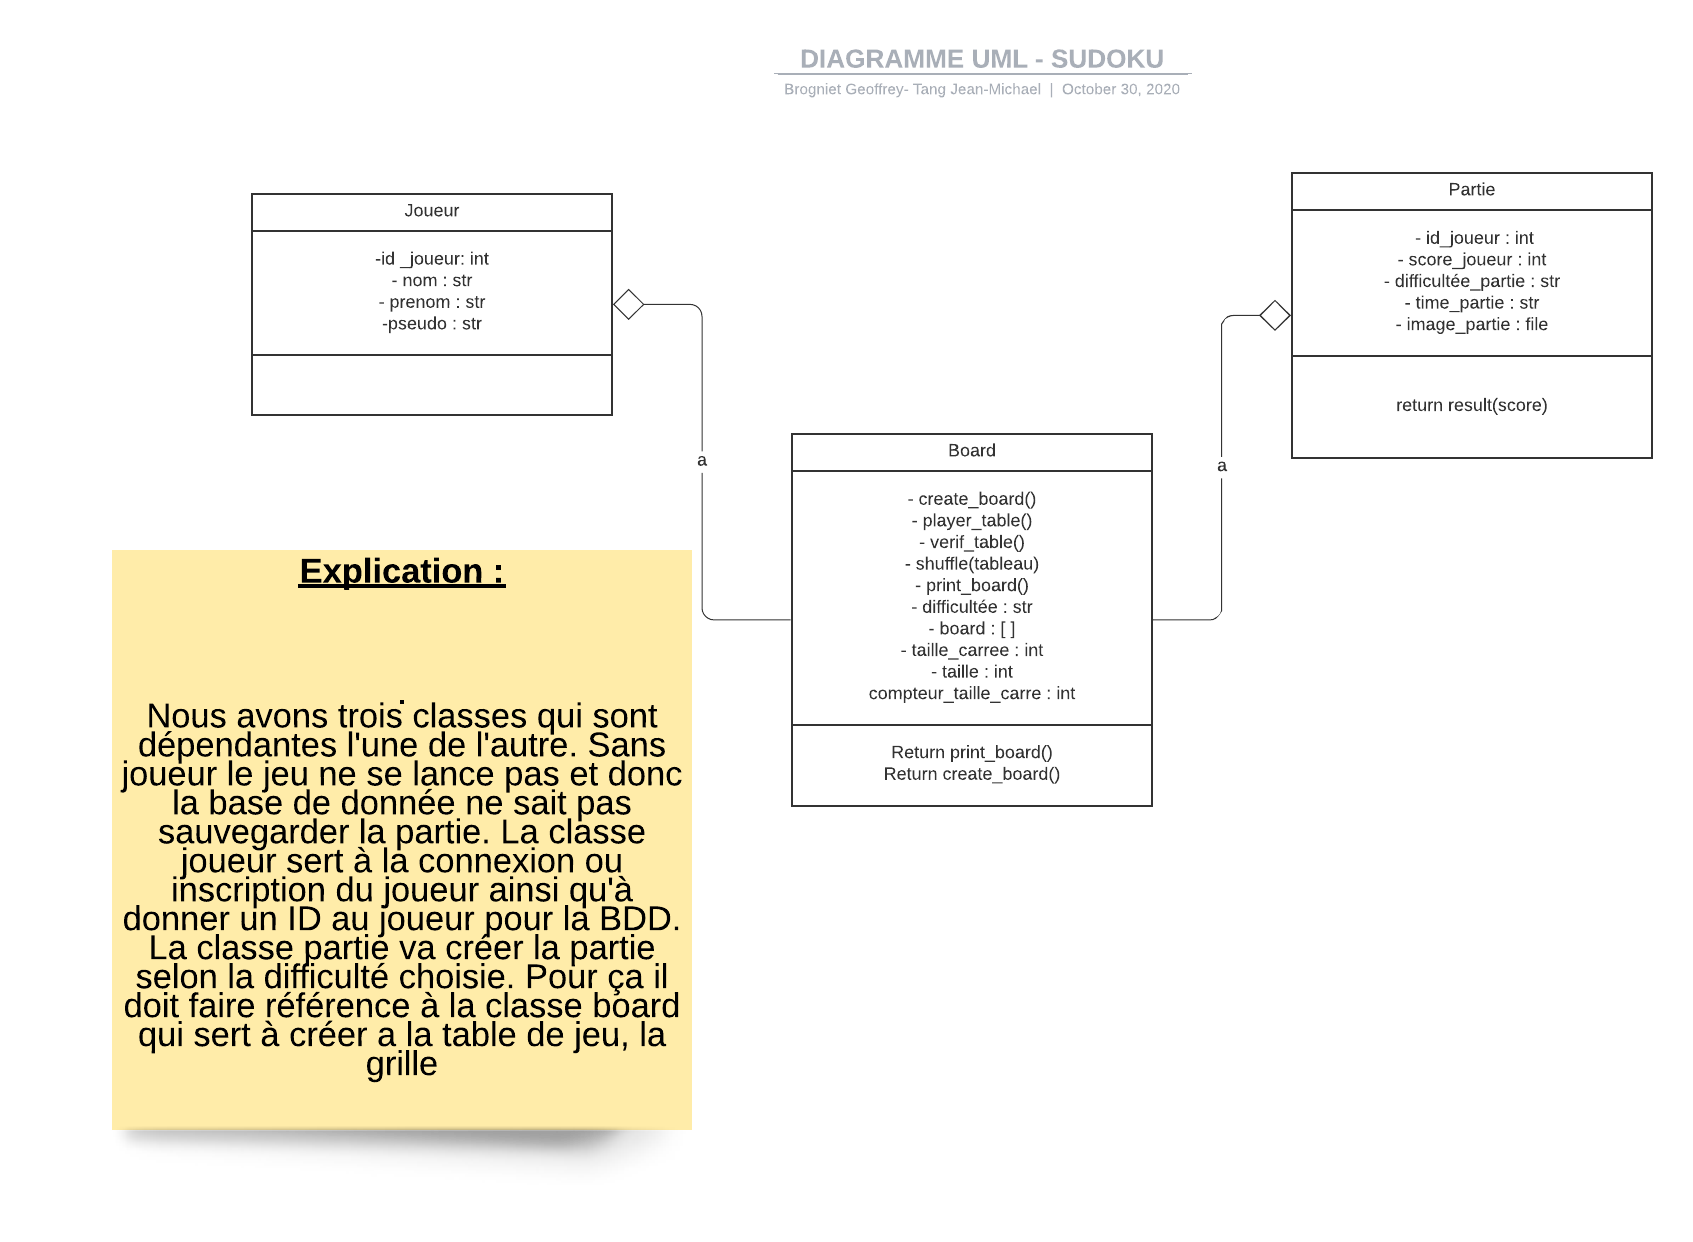 DIAGRAMME UML - SUDOKU
Brogniet Geoffrey- Tang Jean-Michael | October 30, 2020
Joueur
-id _joueur: int
- nom : str
- prenom : str
-pseudo : str
a
Partie
- id_joueur : int
- score_joueur : int
- difficultée_partie : str
- time_partie : str
- image_partie : file
return result(score)
a
Board
- create_board()
- player_table()
- verif_table()
- shuffle(tableau)
- print_board()
- difficultée : str
- board : [ ]
- taille_carree : int
- taille : int
compteur_taille_carre : int
Return print_board()
Return create_board()
Explication :
.
Nous avons trois classes qui sont
dépendantes l'une de l'autre. Sans
joueur le jeu ne se lance pas et donc
la base de donnée ne sait pas
sauvegarder la partie. La classe
joueur sert à la connexion ou
inscription du joueur ainsi qu'à
donner un ID au joueur pour la BDD.
La classe partie va créer la partie
selon la difficulté choisie. Pour ça il
doit faire référence à la classe board
qui sert à créer a la table de jeu, la
grille